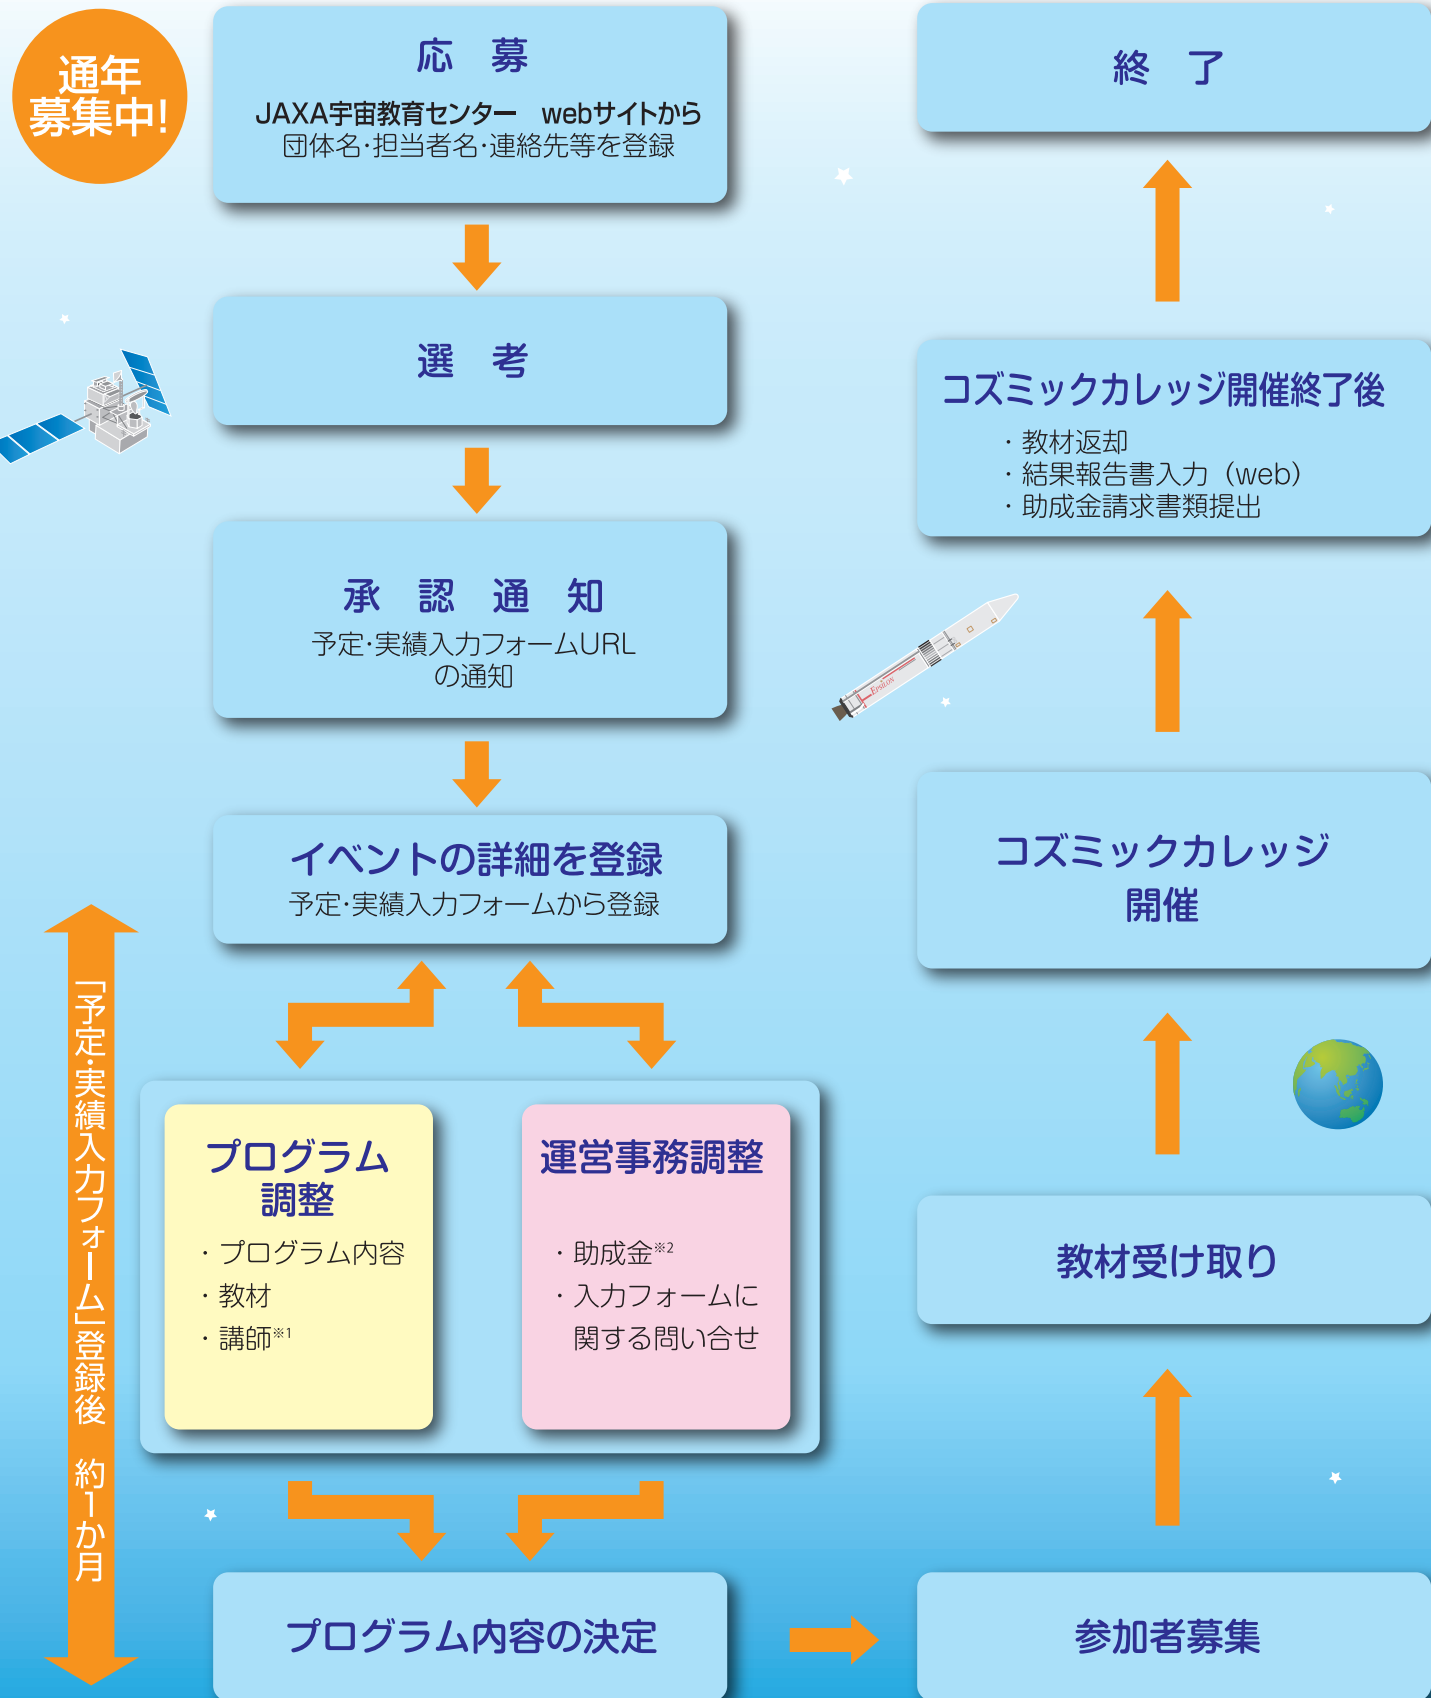 通年
募集中!
応　募
JAXA宇宙教育センター　webサイトから
団体名・担当者名・連絡先等を登録
選　考
承　認　通　知
予定・実績入力フォームURL
の通知
イベントの詳細を登録
予定・実績入力フォームから登録
「予定・実績入力フォーム」登録後　約1か月
プログラム
調整
・プログラム内容
・教材
・講師※1
運営事務調整
・助成金※2
・入力フォームに
関する問い合せ
プログラム内容の決定
参加者募集
教材受け取り
コズミックカレッジ
開催
EPSILON
コズミックカレッジ開催終了後
・教材返却
・結果報告書入力（web）
・助成金請求書類提出
終　了